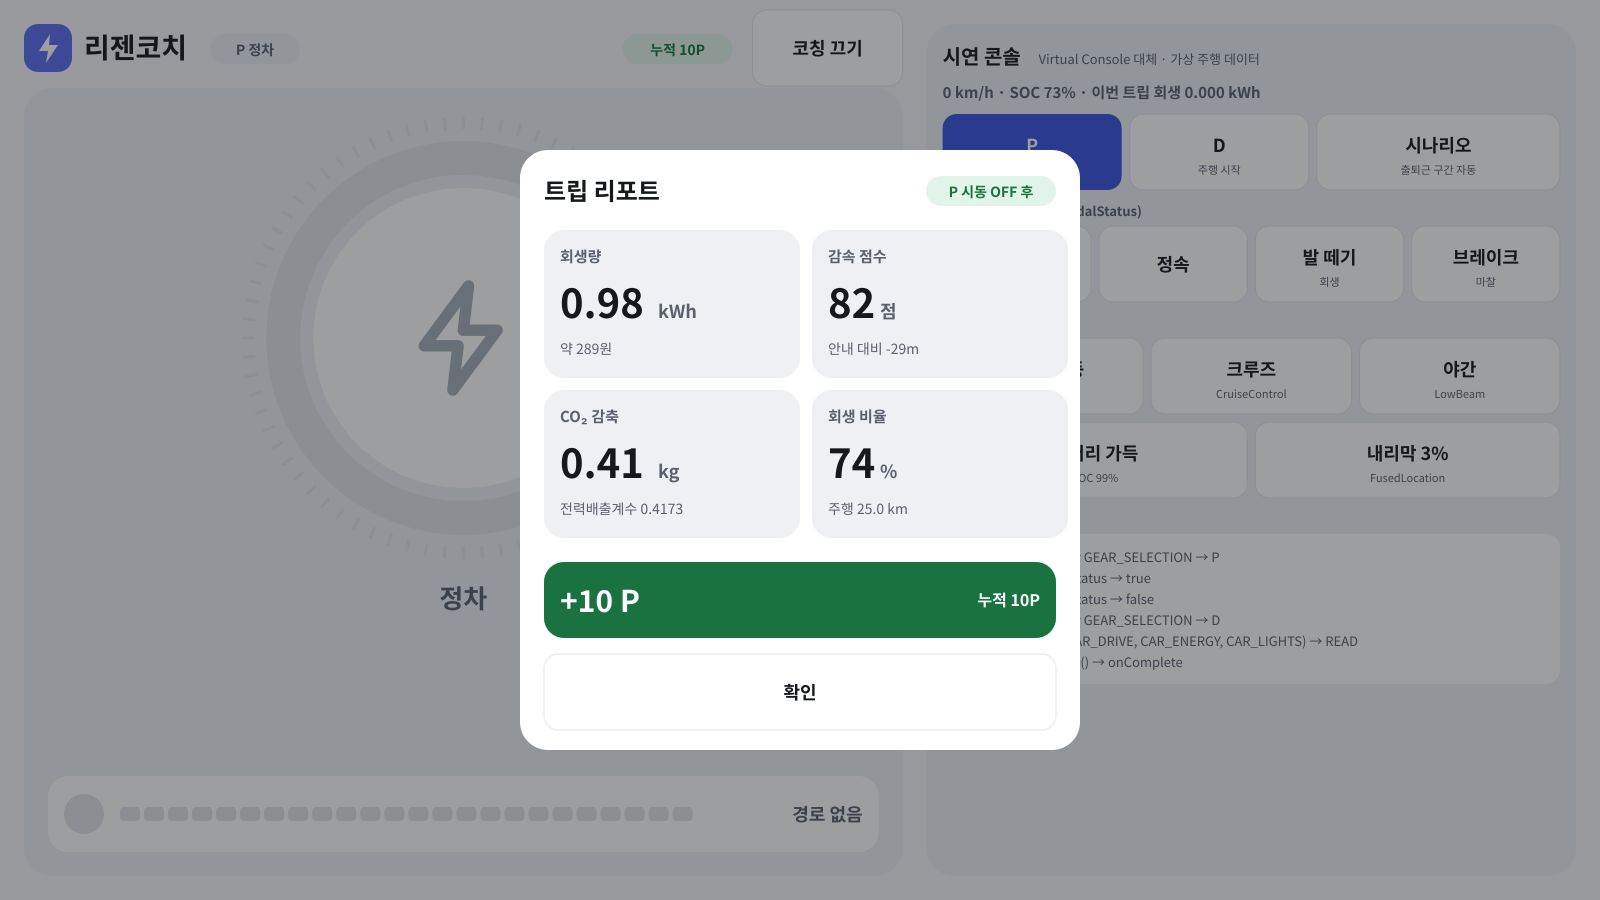 리젠코치
P 정차
누적 10P
코칭 끄기
시연 콘솔
Virtual Console 대체 · 가상 주행 데이터
0 km/h · SOC 73% · 이번 트립 회생 0.000 kWh
P
D
주행 시작
시나리오
출퇴근 구간 자동
dalStatus)
정속
발 떼기
회생
브레이크
마찰
크루즈
CruiseControl
야간
LowBeam
리 가득
OC 99%
내리막 3%
FusedLocation
GEAR_SELECTION → P
tatus → true
tatus → false
GEAR_SELECTION → D
AR_DRIVE, CAR_ENERGY, CAR_LIGHTS) → READ
() → onComplete
정차
경로 없음
트립 리포트
P 시동 OFF 후
회생량
0.98 kWh
약 289원
감속 점수
82 점
안내 대비 -29m
CO₂ 감축
0.41 kg
전력배출계수 0.4173
회생 비율
74 %
주행 25.0 km
+10 P
누적 10P
확인